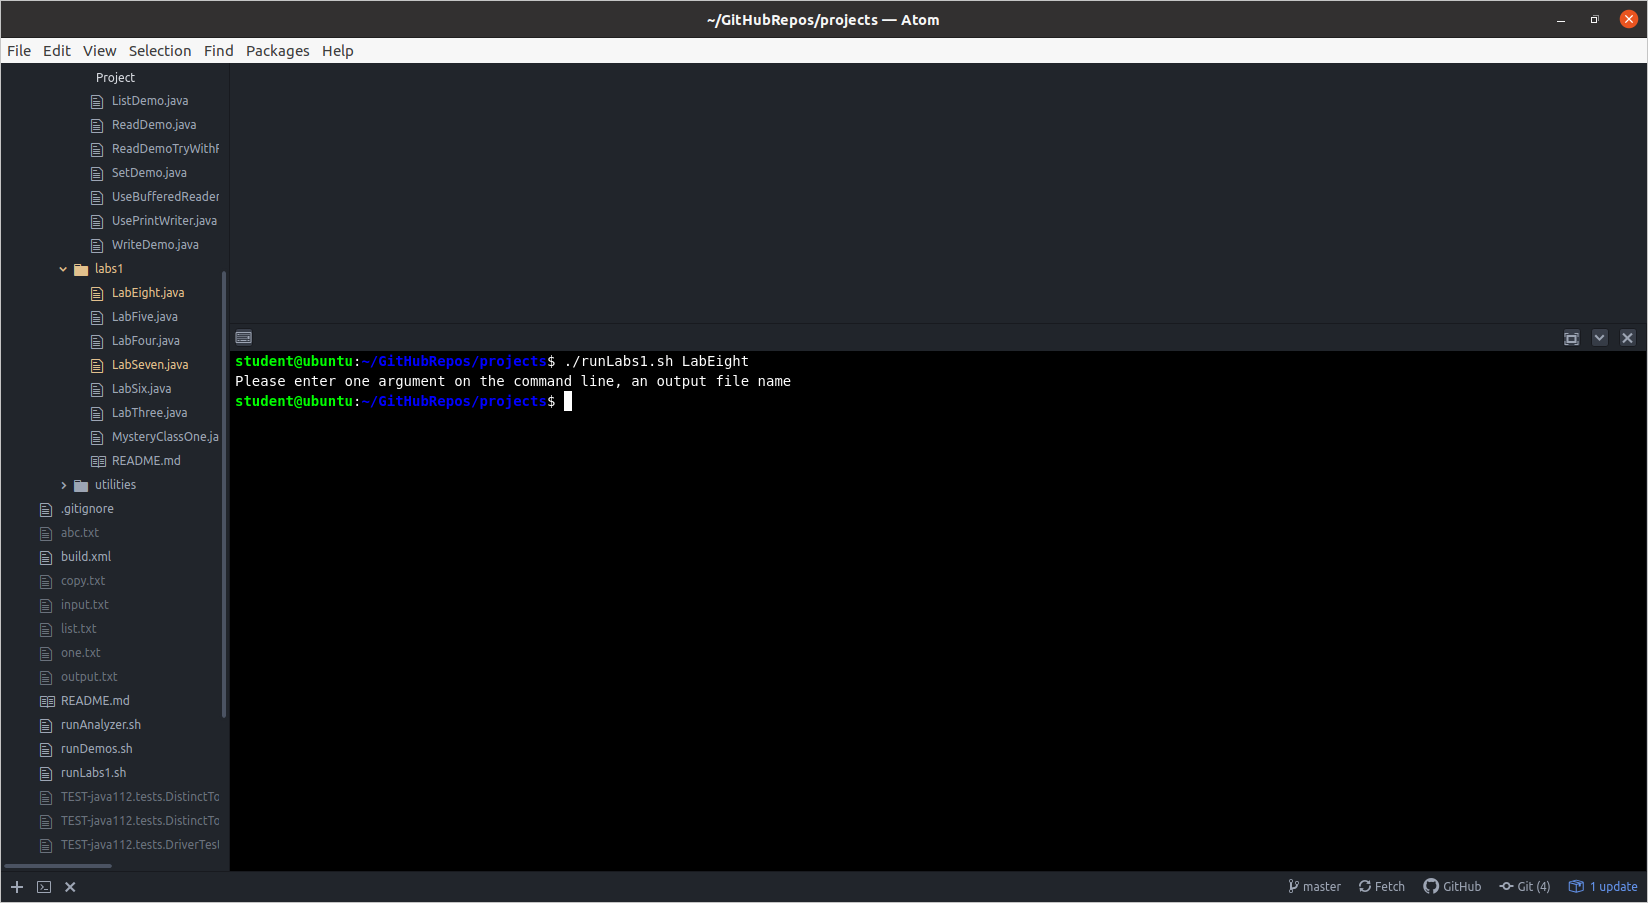 ~/GitHubRepos/projects — Atom
File Edit View Selection Find Packages Help
Project
ListDemo.java
ReadDemo.java
ReadDemoTryWithR
SetDemo.java
UseBufferedReader
UsePrintWriter.java
WriteDemo.java
labs1
LabEight.java
LabFive.java
LabFour.java
LabSeven.java
LabSix.java
LabThree.java
MysteryClassOne.ja
README.md
utilities
.gitignore
abc.txt
build.xml
copy.txt
input.txt
list.txt
one.txt
output.txt
README.md
runAnalyzer.sh
runDemos.sh
runLabs1.sh
TEST-java112.tests.DistinctTo
TEST-java112.tests.DistinctTo
TEST-java112.tests.DriverTest
student@ubuntu:~/GitHubRepos/projects$ ./runLabs1.sh LabEight
Please enter one argument on the command line, an output file name
student@ubuntu:~/GitHubRepos/projects$
master Fetch GitHub Git (4) 1 update